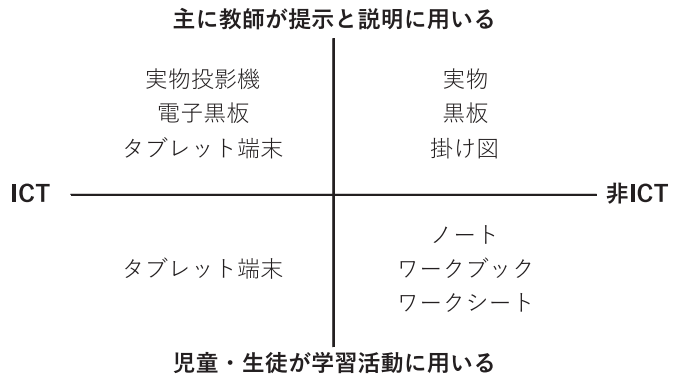 主に教師が提示と説明に用いる
実物投影機
電子黒板
タブレット端末
実物
黒板
掛け図
ICT
非ICT
タブレット端末
ノート
ワークブック
ワークシート
児童・生徒が学習活動に用いる